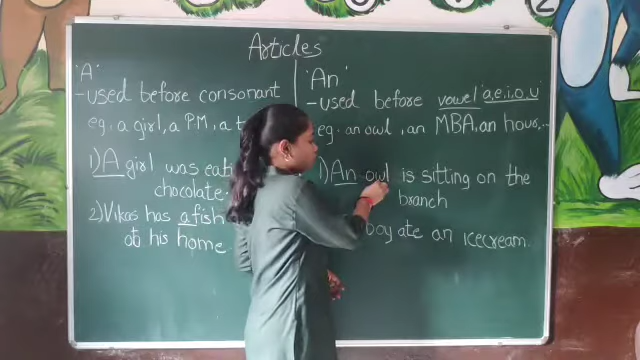 Articles
'A'
-used before consonant
eg, a girl, a P.M, a
1) A girl was eat
chocolate.
2) Vikas has a fish
at his home
'An'
-used before vowel 'a,e,i,o,u'
eg. an owl, an MBA, an hour,...
1) An owl is sitting on the
branch
boy ate an icecream.